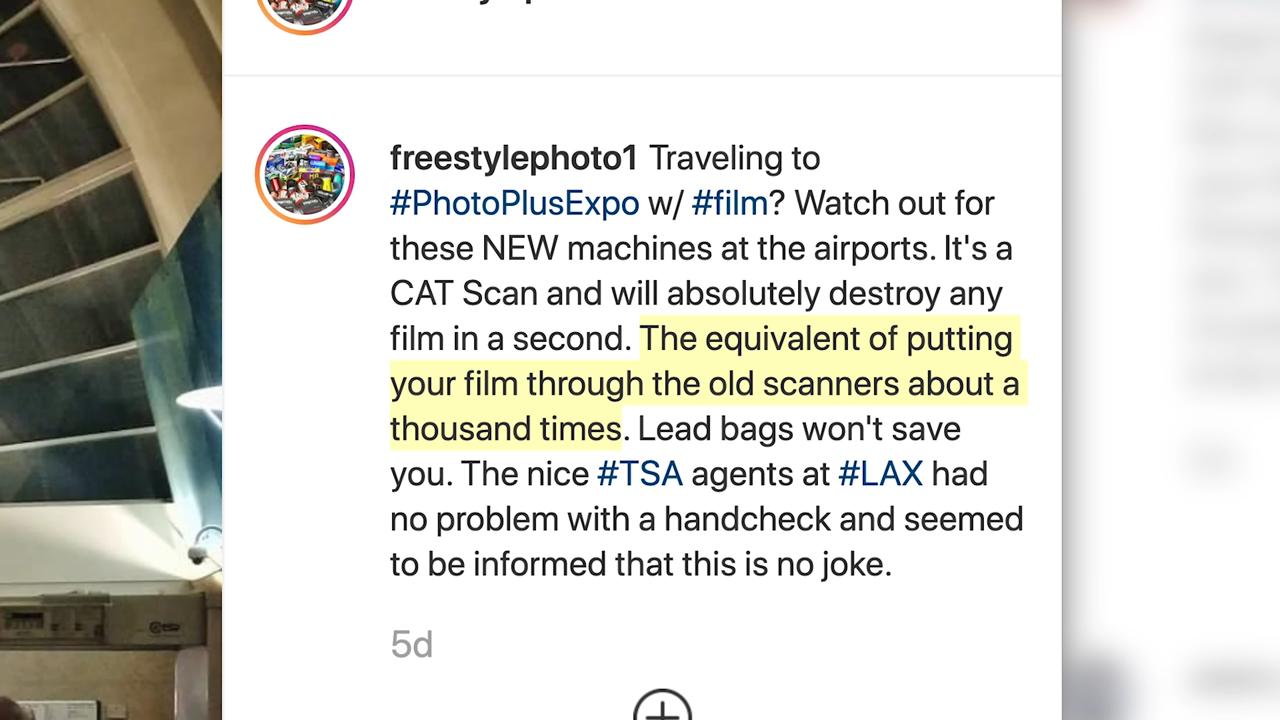 freestylephoto1 Traveling to
#PhotoPlusExpo w/ #film? Watch out for
these NEW machines at the airports. It's a
CAT Scan and will absolutely destroy any
film in a second. The equivalent of putting
your film through the old scanners about a
thousand times. Lead bags won't save
you. The nice #TSA agents at #LAX had
no problem with a handcheck and seemed
to be informed that this is no joke.
5d